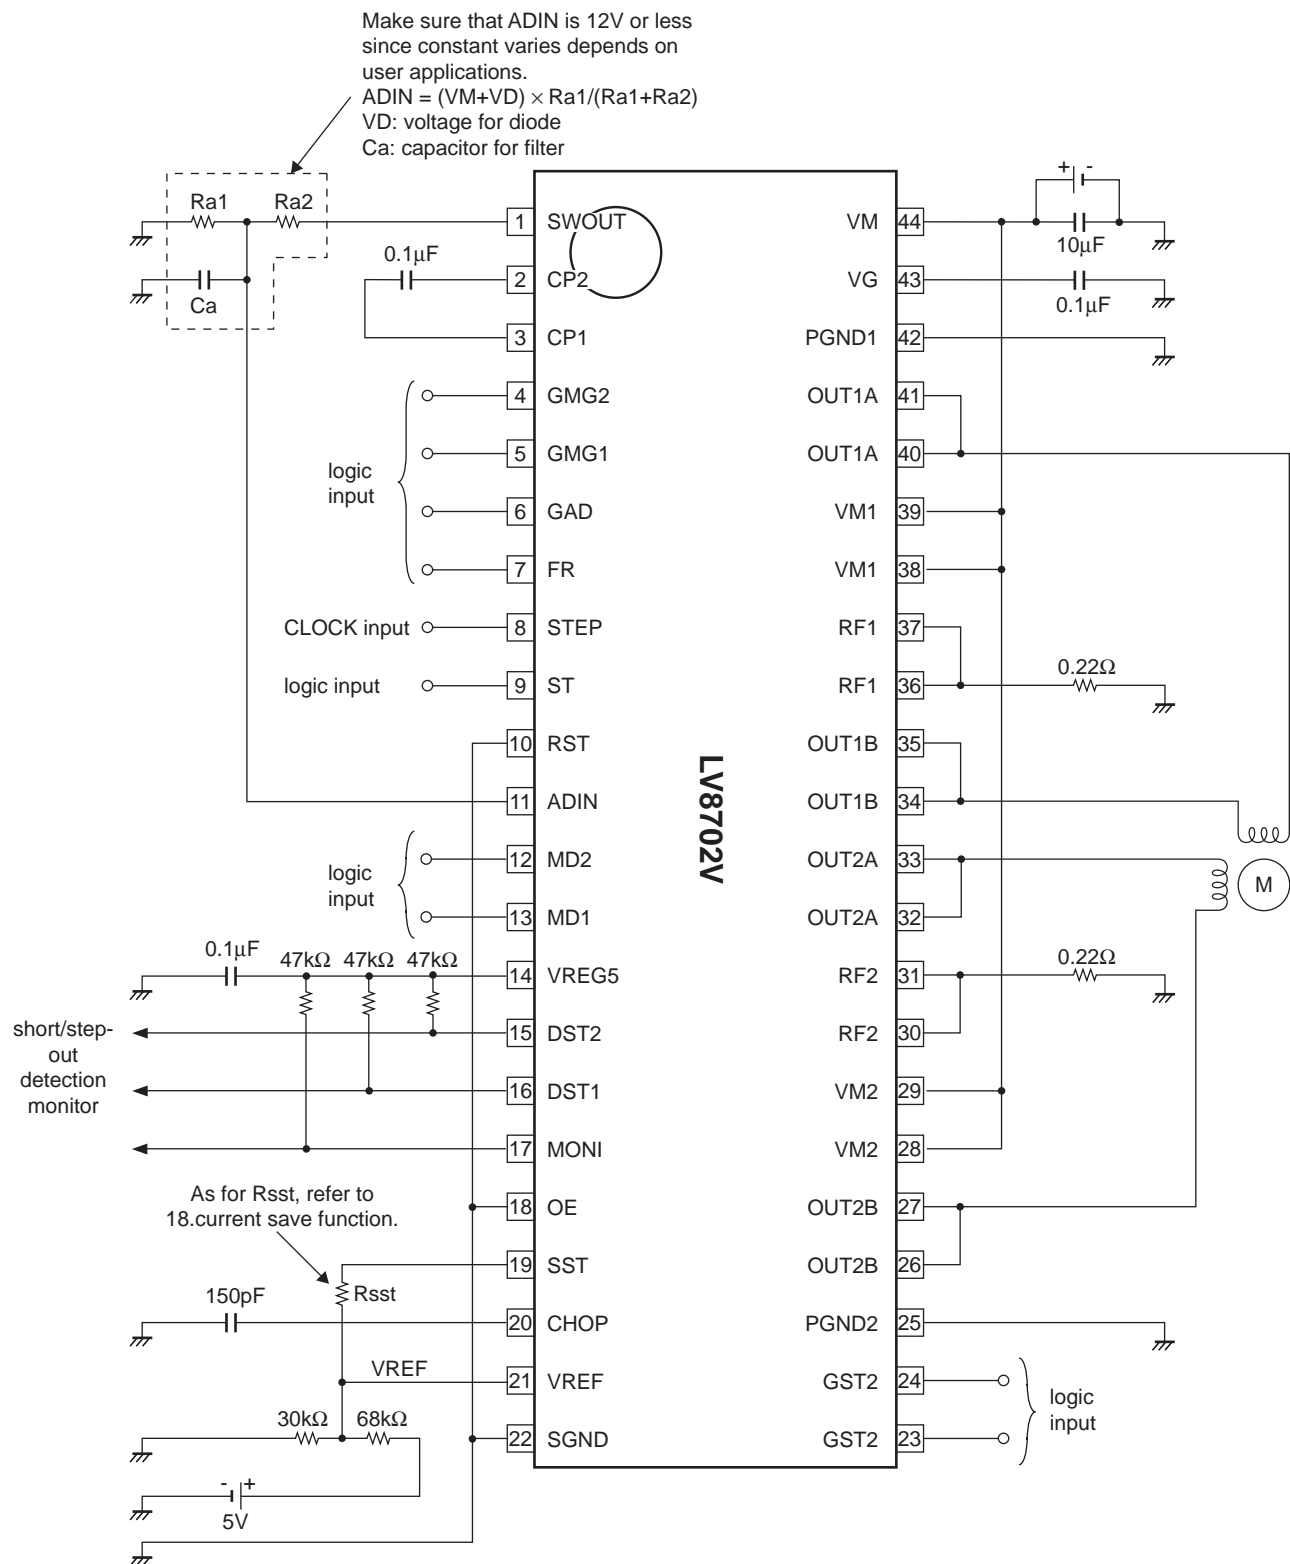 Make sure that ADIN is 12V or less
since constant varies depends on
user applications.
ADIN = (VM+VD) × Ra1/(Ra1+Ra2)
VD: voltage for diode
Ca: capacitor for filter
Ra1 Ra2
Ca
0.1µF
logic
input
CLOCK input
logic input
logic
input
0.1µF
47kΩ 47kΩ 47kΩ
short/step-
out
detection
monitor
As for Rsst, refer to
18.current save function.
Rsst
150pF
VREF
30kΩ 68kΩ
- +
5V
1 SWOUT
2 CP2
3 CP1
4 GMG2
5 GMG1
6 GAD
7 FR
8 STEP
9 ST
10 RST
11 ADIN
12 MD2
13 MD1
14 VREG5
15 DST2
16 DST1
17 MONI
18 OE
19 SST
20 CHOP
21 VREF
22 SGND
LV8702V
VM 44
VG 43
PGND1 42
OUT1A 41
OUT1A 40
VM1 39
VM1 38
RF1 37
RF1 36
OUT1B 35
OUT1B 34
OUT2A 33
OUT2A 32
RF2 31
RF2 30
VM2 29
VM2 28
OUT2B 27
OUT2B 26
PGND2 25
GST2 24
GST2 23
+ -
10µF
0.1µF
0.22Ω
M
0.22Ω
logic
input